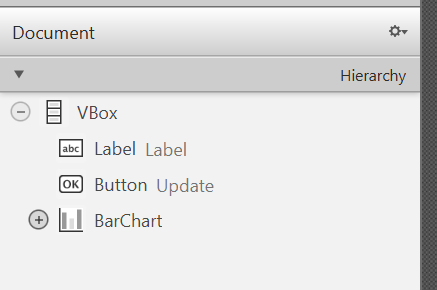 Document
Hierarchy
VBox
abc Label Label
OK Button Update
BarChart